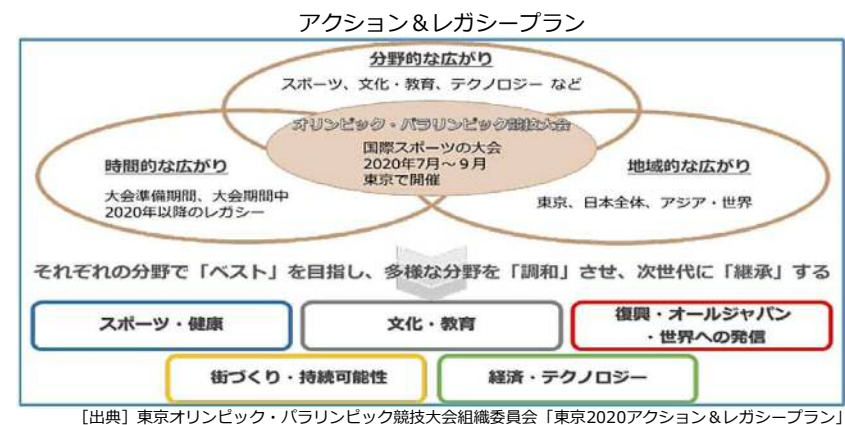 アクション＆レガシープラン
分野的な広がり
スポーツ、文化・教育、テクノロジー など
オリンピック・パラリンピック競技大会
国際スポーツの大会
2020年7月～９月
東京で開催
時間的な広がり
大会準備期間、大会期間中
2020年以降のレガシー
地域的な広がり
東京、日本全体、アジア・世界
それぞれの分野で「ベスト」を目指し、多様な分野を「調和」させ、次世代に「継承」する
スポーツ・健康
文化・教育
復興・オールジャパン
・世界への発信
街づくり・持続可能性
経済・テクノロジー
［出典］東京オリンピック・パラリンピック競技大会組織委員会「東京2020アクション＆レガシープラン」